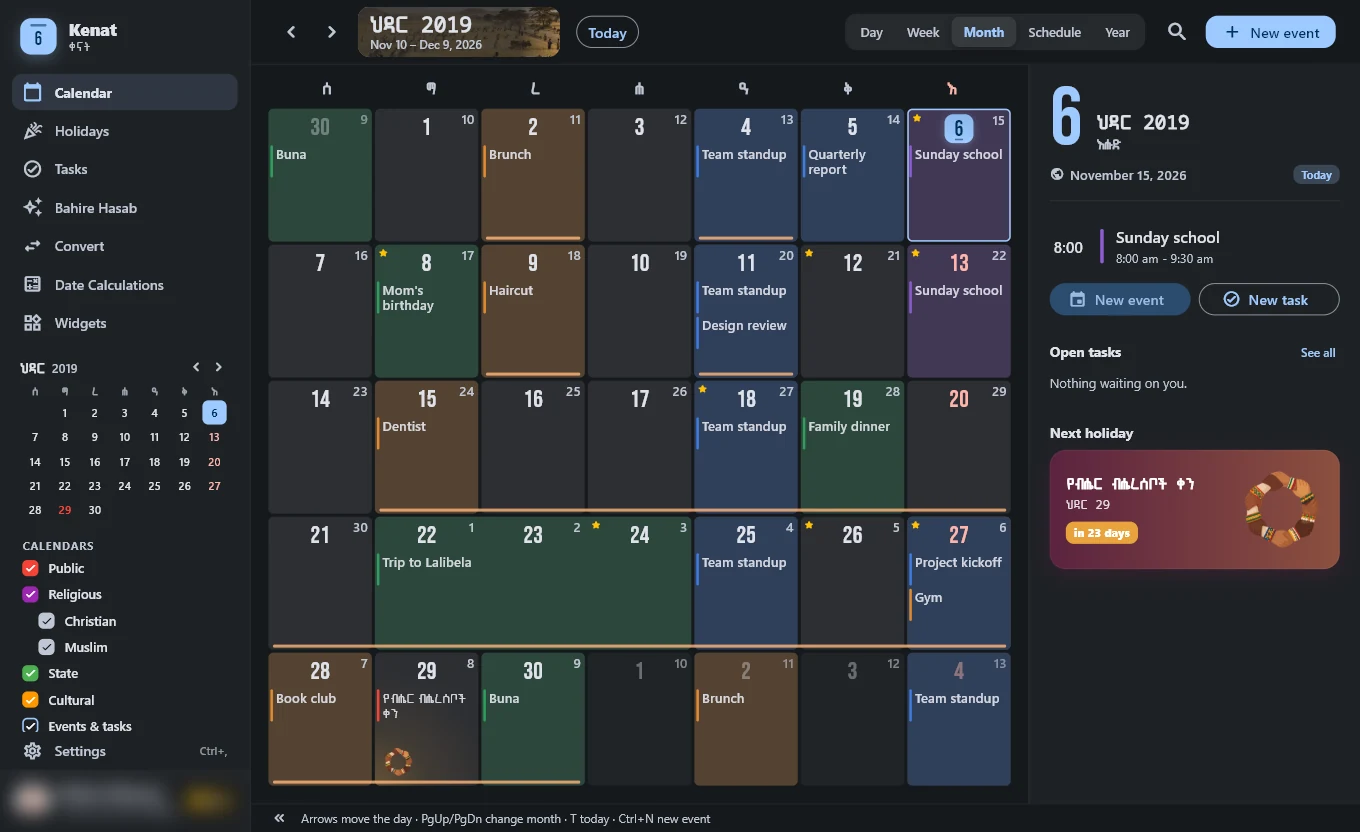 6
Kenat
ቀናት
Calendar
Holidays
Tasks
Bahire Hasab
Convert
Date Calculations
Widgets
ህዳር 2019
ሰ ማ ረ ሐ ዓ ቅ እ
1 2 3 4 5 6
7 8 9 10 11 12 13
14 15 16 17 18 19 20
21 22 23 24 25 26 27
28 29 30
CALENDARS
Public
Religious
Christian
Muslim
State
Cultural
Events & tasks
Settings Ctrl+,
ህዳር 2019
Nov 10 – Dec 9, 2026
Today
Day Week Month Schedule Year
New event
ሰ ማ ረ ሐ ዓ ቅ እ
30 9 1 10 2 11 3 12 4 13 5 14 6 15
Buna Brunch Team standup Quarterly report Sunday school
7 16 8 17 9 18 10 19 11 20 12 21 13 22
Mom's birthday Haircut Team standup Sunday school
Design review
14 23 15 24 16 25 17 26 18 27 19 28 20 29
Dentist Team standup Family dinner
21 30 22 1 23 2 24 3 25 4 26 5 27 6
Trip to Lalibela Team standup Project kickoff
Gym
28 7 29 8 30 9 1 10 2 11 3 12 4 13
Book club የብሔር ብሔረሰቦች ቀን Buna Brunch Team standup
Arrows move the day · PgUp/PgDn change month · T today · Ctrl+N new event
6
ህዳር 2019
እሑድ
November 15, 2026 Today
8:00
Sunday school
8:00 am - 9:30 am
New event New task
Open tasks See all
Nothing waiting on you.
Next holiday
የብሔር ብሔረሰቦች ቀን
ህዳር 29
in 23 days